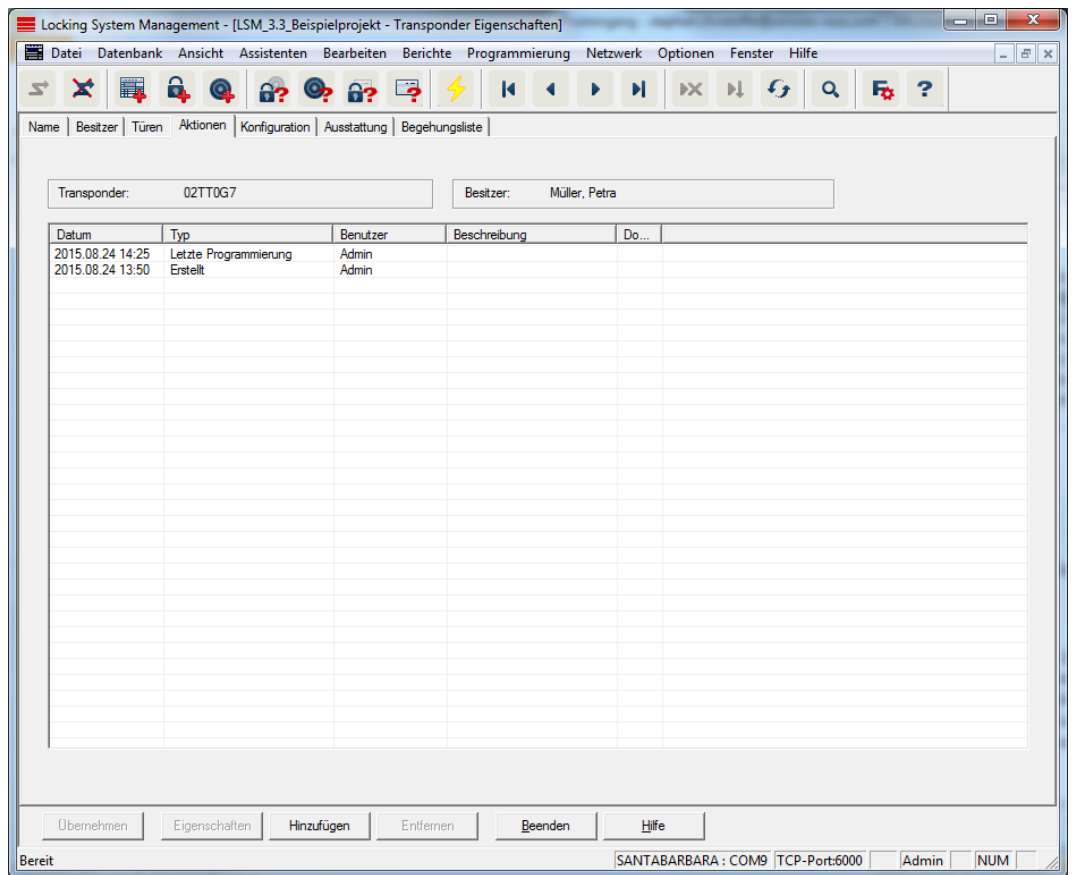 Locking System Management - [LSM_3.3_Beispielprojekt - Transponder Eigenschaften]
Datei Datenbank Ansicht Assistenten Bearbeiten Berichte Programmierung Netzwerk Optionen Fenster Hilfe
Name Besitzer Türen Aktionen Konfiguration Ausstattung Begehungsliste
Transponder: 02TT0G7 Besitzer: Müller, Petra
Datum Typ Benutzer Beschreibung Do...
2015.08.24 14:25 Letzte Programmierung Admin
2015.08.24 13:50 Erstellt Admin
Übernehmen Eigenschaften Hinzufügen Entfernen Beenden Hilfe
Bereit SANTABARBARA : COM9 TCP-Port:6000 Admin NUM